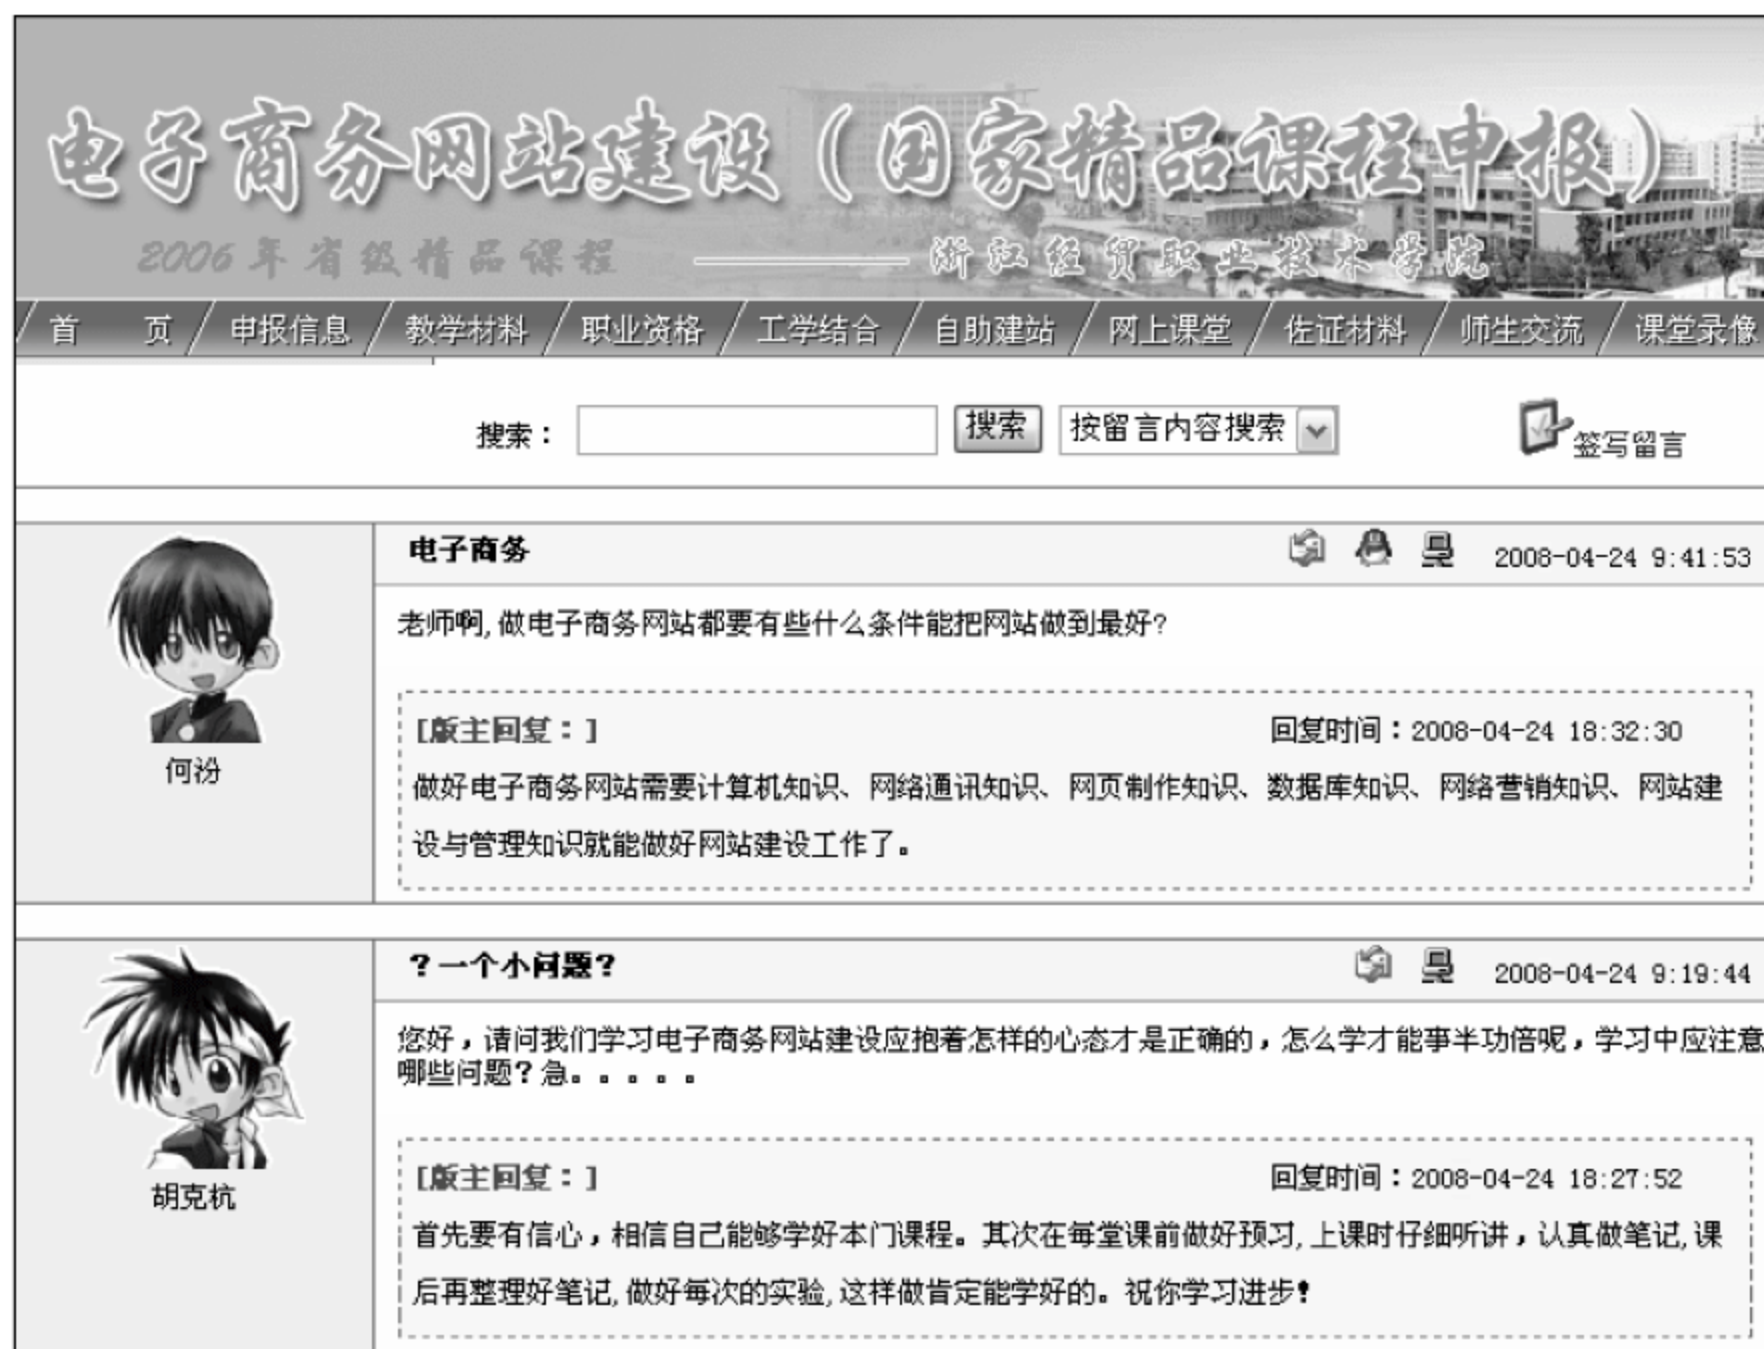 电子商务网站建设（国家精品课程申报）
2006年省级精品课程 ——— 浙江经贸职业技术学院
首 页 / 申报信息 / 教学材料 / 职业资格 / 工学结合 / 自助建站 / 网上课堂 / 佐证材料 / 师生交流 / 课堂录像
搜索： 搜索 按留言内容搜索 签写留言
电子商务 2008-04-24 9:41:53
老师啊,做电子商务网站都要有些什么条件能把网站做到最好?
[版主回复：] 回复时间：2008-04-24 18:32:30
做好电子商务网站需要计算机知识、网络通讯知识、网页制作知识、数据库知识、网络营销知识、网站建
设与管理知识就能做好网站建设工作了。
何汾
？一个小问题？ 2008-04-24 9:19:44
您好，请问我们学习电子商务网站建设应抱着怎样的心态才是正确的，怎么学才能事半功倍呢，学习中应注意
哪些问题？急。。。。。
[版主回复：] 回复时间：2008-04-24 18:27:52
首先要有信心，相信自己能够学好本门课程。其次在每堂课前做好预习,上课时仔细听讲，认真做笔记,课
后再整理好笔记,做好每次的实验,这样做肯定能学好的。祝你学习进步！
胡克杭